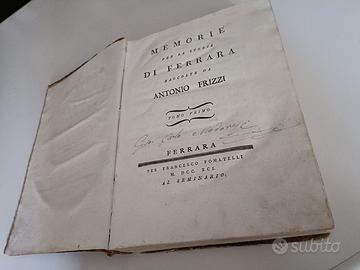 MEMORIE
PER LA STORIA
DI FERRARA
RACCOLTE DA
ANTONIO FRIZZI
TOMO PRIMO
FERRARA
PER FRANCESCO POMATELLI
M. DCC. XCI.
AL SEMINARIO.
subito